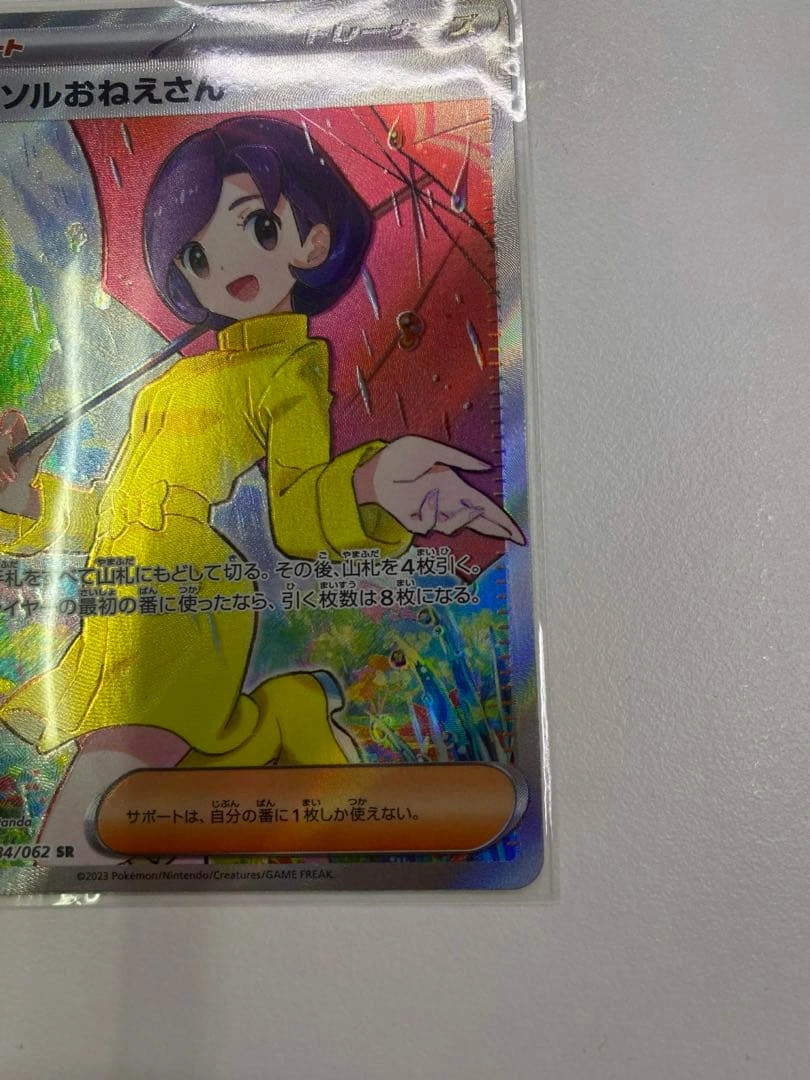 ート
トレーナーズ
ソルおねえさん
手札をすべて山札にもどして切る。その後、山札を4枚引く。
イヤーの最初の番に使ったなら、引く枚数は8枚になる。
サポートは、自分の番に1枚しか使えない。
anda
84/062 SR
©2023 Pokémon/Nintendo/Creatures/GAME FREAK.